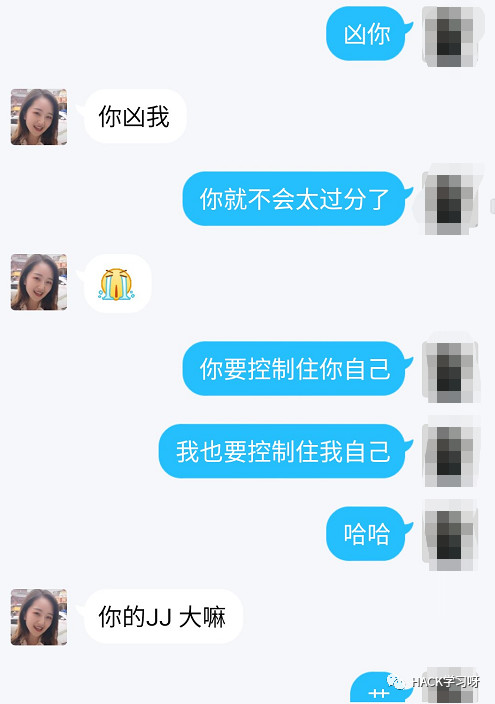 凶你
你凶我
你就不会太过分了
你要控制住你自己
我也要控制住我自己
哈哈
你的JJ 大嘛
HACK学习呀